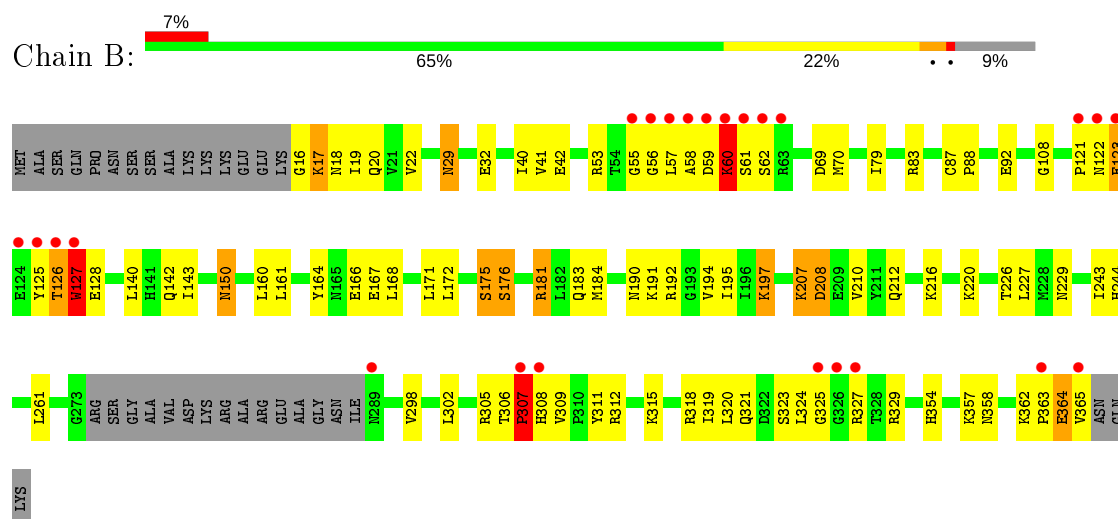 7%
Chain B:
65% 22% • • 9%
MET ALA SER GLN PRO ASN SER SER ALA LYS LYS LYS GLU GLU LYS G16 K17 N18 I19 Q20 V21 V22 N29 E32 I40 V41 E42 R53 T54 G55 G56 L57 A58 D59 K60 S61 S62 R63 D69 M70 I79 R83 C87 P88 E92 G108 P121 N122
E124 Y125 T126 W127 E128 L140 H141 Q142 I143 N150 L160 L161 Y164 N165 E166 E167 L168 L171 L172 S175 S176 R181 L182 Q183 M184 N190 K191 R192 G193 V194 I195 I196 K197 K207 D208 E209 V210 Y211 Q212 K216 K220 T226 L227 M228 N229 I243
L261 G273 ARG SER GLY ALA VAL ASP LYS ARG ALA ARG GLU ALA GLY ASN ILE N289 V298 L302 R305 T306 P307 H308 V309 P310 Y311 R312 K315 R318 I319 L320 Q321 D322 S323 L324 G325 G326 R327 T328 R329 H354 K357 N358 K362 P363 E364 V365 ASN
LYS